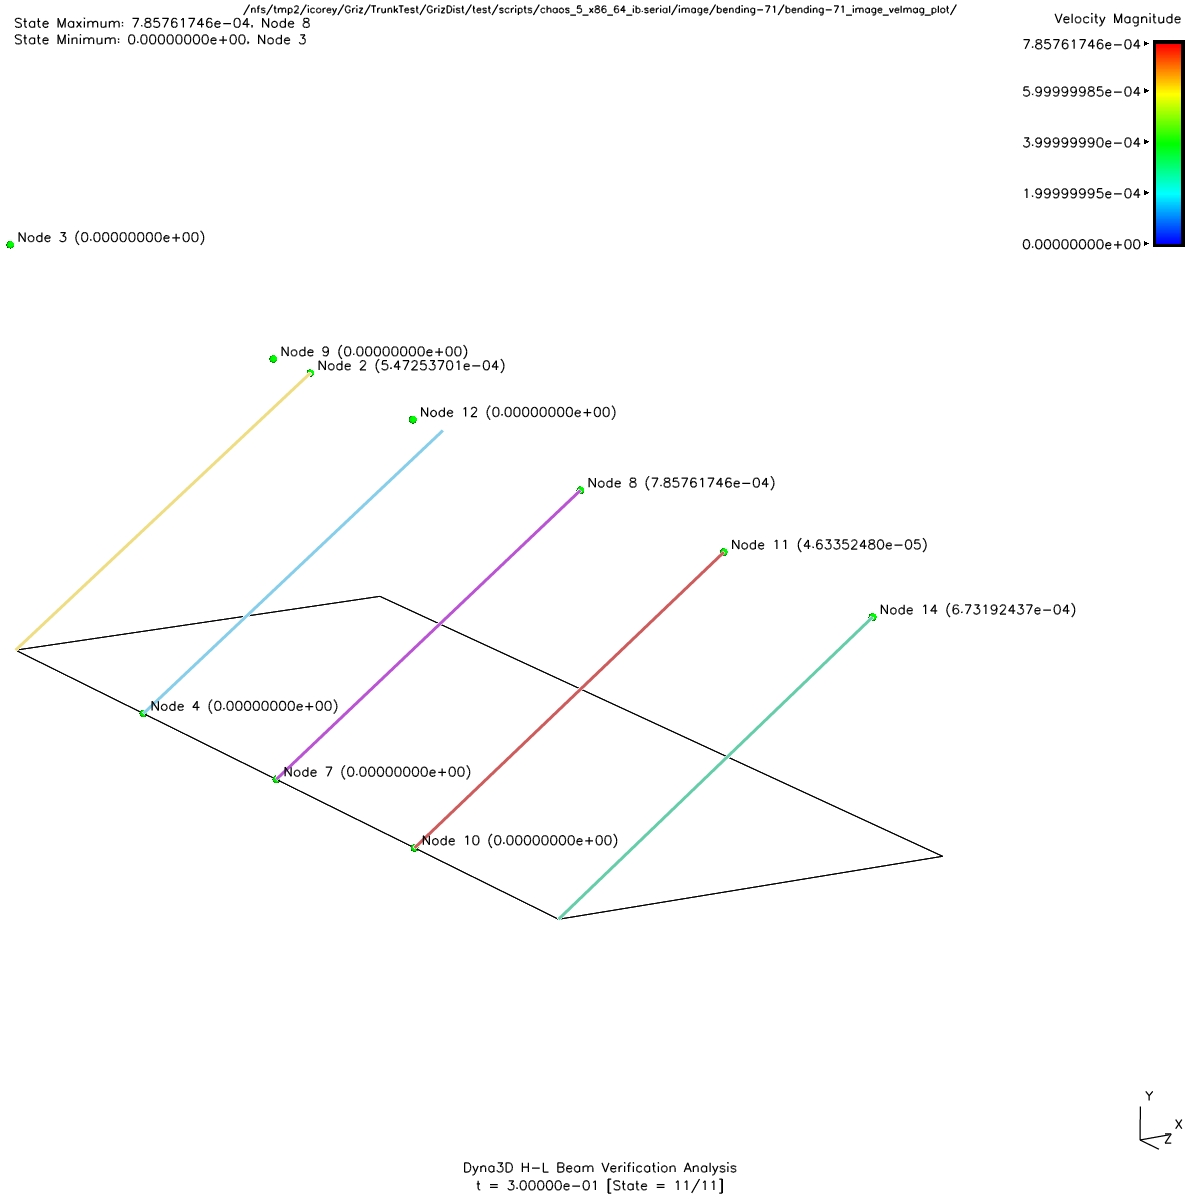 /nfs/tmp2/icorey/Griz/TrunkTest/GrizDist/test/scripts/chaos_5_x86_64_ib.serial/image/bending-71/bending-71_image_velmag_plot/
State Maximum: 7.85761746e-04, Node 8
State Minimum: 0.00000000e+00, Node 3
Velocity Magnitude
7.85761746e-04
5.99999985e-04
3.99999990e-04
1.99999995e-04
0.00000000e+00
Node 3 (0.00000000e+00)
Node 9 (0.00000000e+00)
Node 2 (5.47253701e-04)
Node 12 (0.00000000e+00)
Node 8 (7.85761746e-04)
Node 11 (4.63352480e-05)
Node 14 (6.73192437e-04)
Node 4 (0.00000000e+00)
Node 7 (0.00000000e+00)
Node 10 (0.00000000e+00)
Y
X
Z
Dyna3D H-L Beam Verification Analysis
t = 3.00000e-01 [State = 11/11]